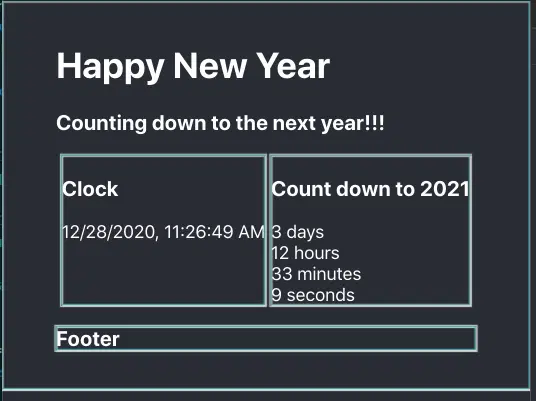 Happy New Year
Counting down to the next year!!!
Clock
12/28/2020, 11:26:49 AM
Count down to 2021
3 days
12 hours
33 minutes
9 seconds
Footer